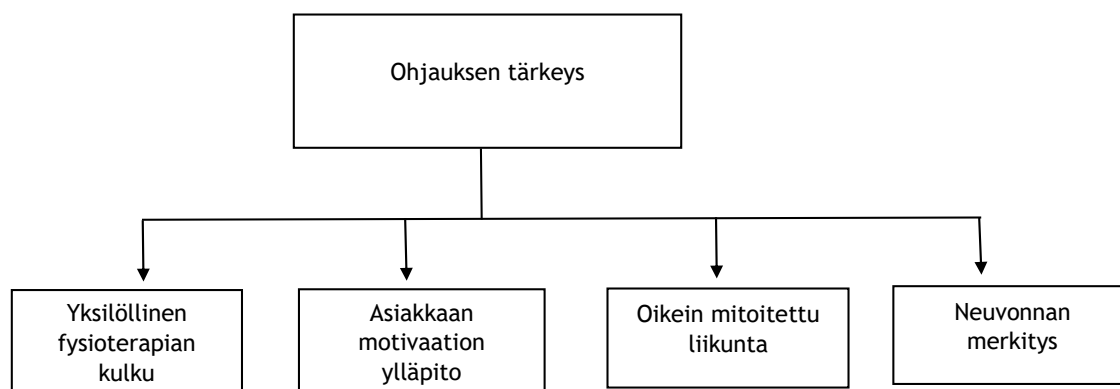 Ohjauksen tärkeys
Yksilöllinen
fysioterapian
kulku
Asiakkaan
motivaation
ylläpito
Oikein mitoitettu
liikunta
Neuvonnan
merkitys